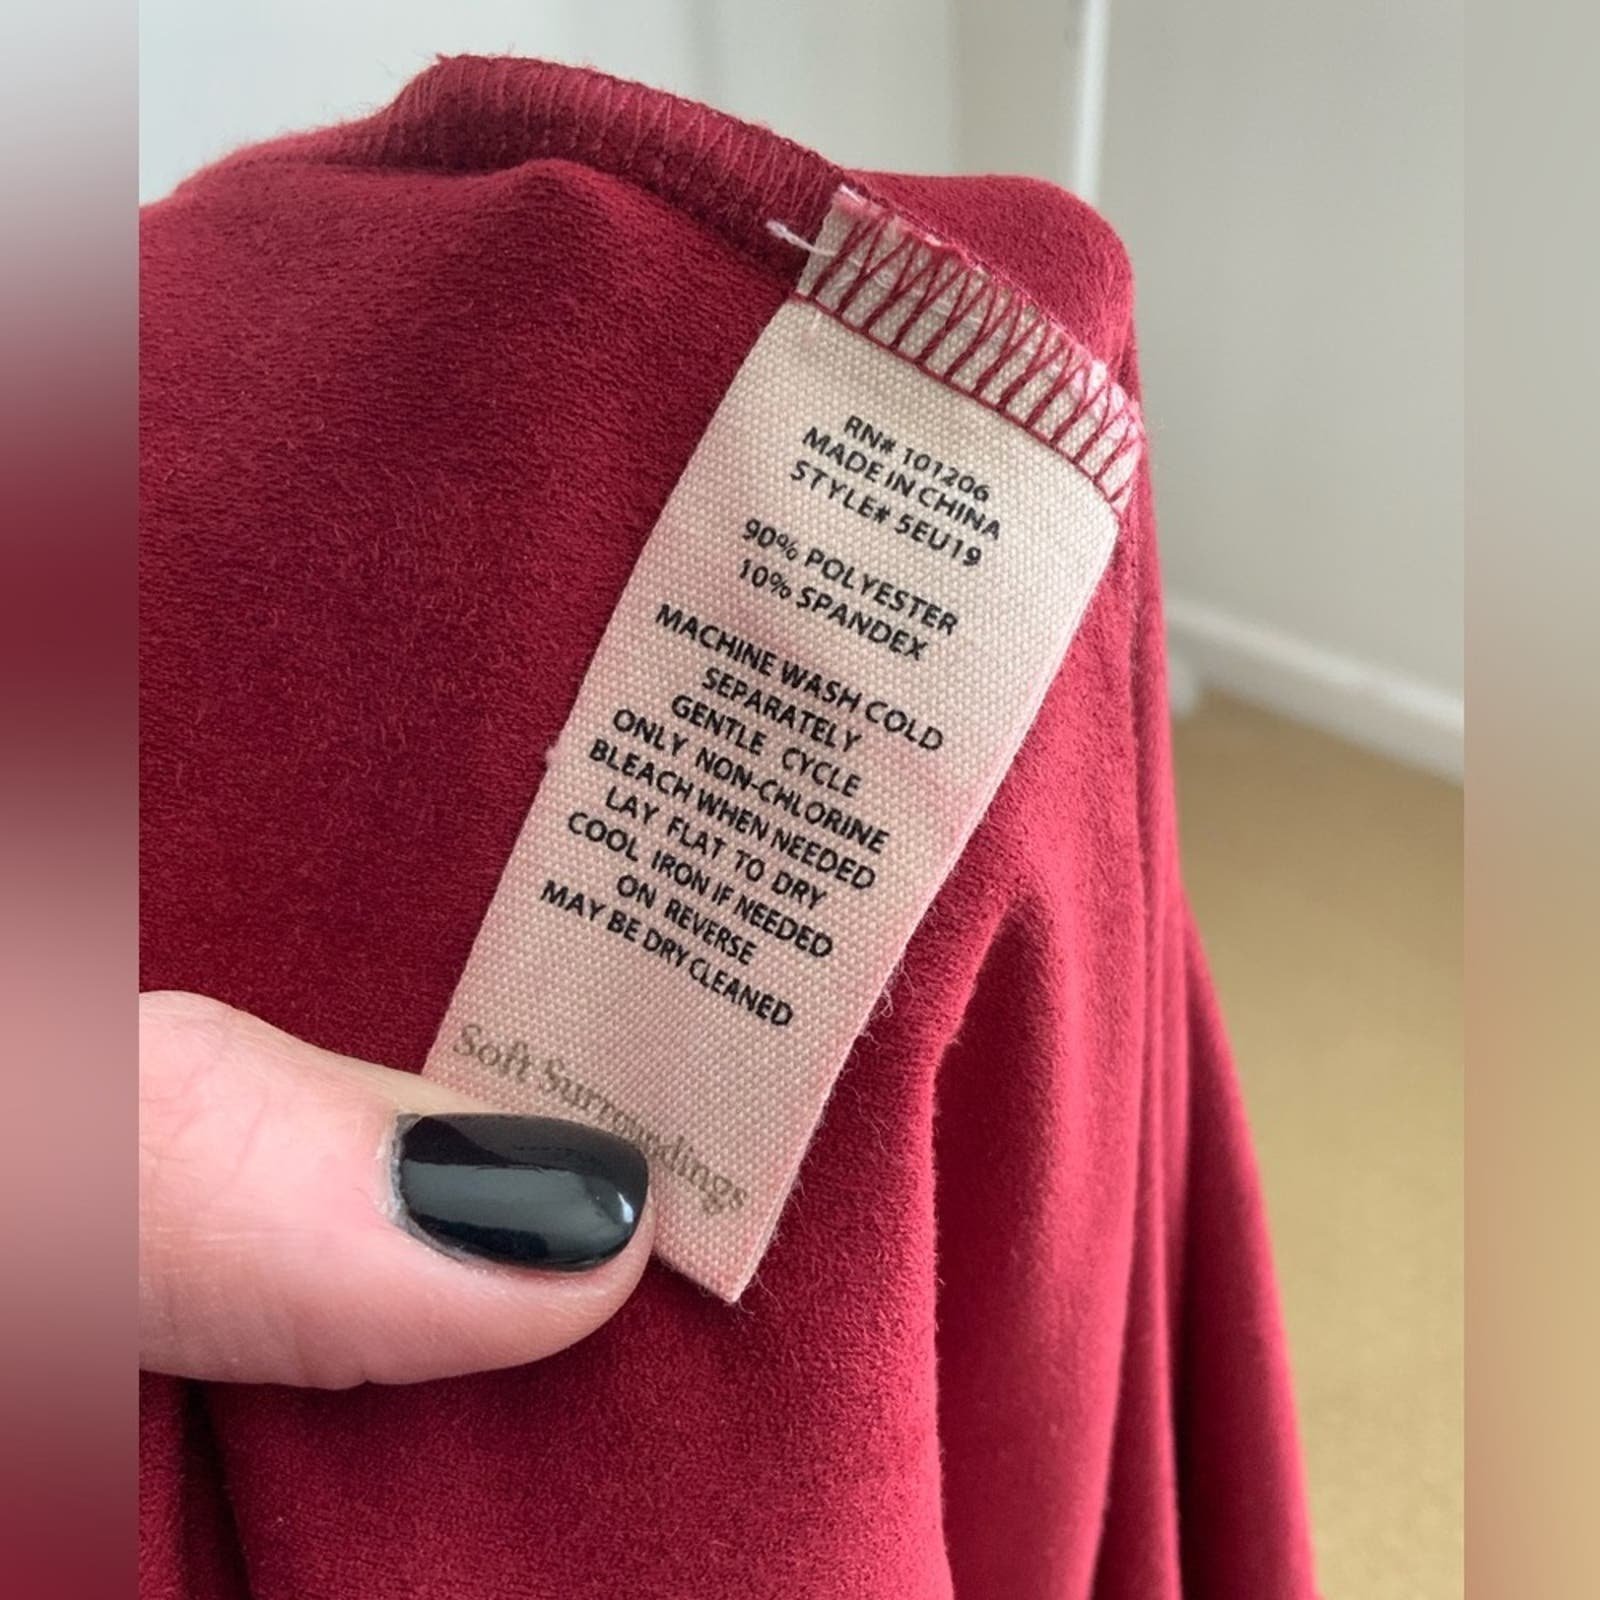 RN# 101206
MADE IN CHINA
STYLE# 5EU19
90% POLYESTER
10% SPANDEX
MACHINE WASH COLD
SEPARATELY
GENTLE CYCLE
ONLY NON-CHLORINE
BLEACH WHEN NEEDED
LAY FLAT TO DRY
COOL IRON IF NEEDED
ON REVERSE
MAY BE DRY CLEANED
Soft Surroundings